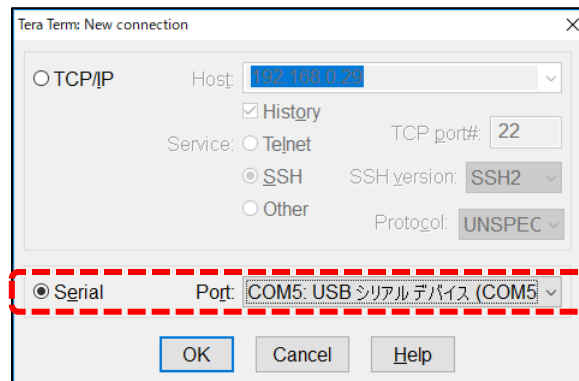 Tera Term: New connection
TCP/IP Host: 192.168.0.29
History
Service: Telnet TCP port#: 22
SSH SSH version: SSH2
Other Protocol: UNSPEC
Serial Port: COM5: USB シリアル デバイス (COM5
OK Cancel Help